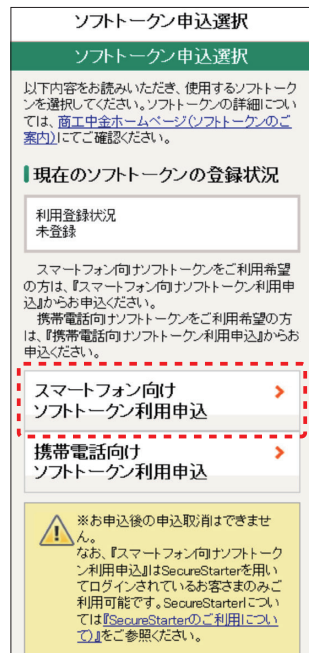 ソフトトークン申込選択
ソフトトークン申込選択
以下内容をお読みいただき、使用するソフトトーク
ンを選択してください。ソフトトークンの詳細につい
ては、商工中金ホームページ(ソフトトークンのご
案内)にてご確認ください。
現在のソフトトークンの登録状況
利用登録状況
未登録
スマートフォン向けソフトトークンをご利用希望
の方は、『スマートフォン向けソフトトークン利用申
込』からお申込ください。
携帯電話向けソフトトークンをご利用希望の方
は、『携帯電話向けソフトトークン利用申込』からお
申込ください。
スマートフォン向け
ソフトトークン利用申込
携帯電話向け
ソフトトークン利用申込
※お申込後の申込取消はできませ
ん。
なお、『スマートフォン向けソフトトーク
ン利用申込』はSecureStarterを用い
てログインされているお客さまのみご
利用可能です。SecureStarterについ
ては『SecureStarterのご利用につい
て』をご参照ください。